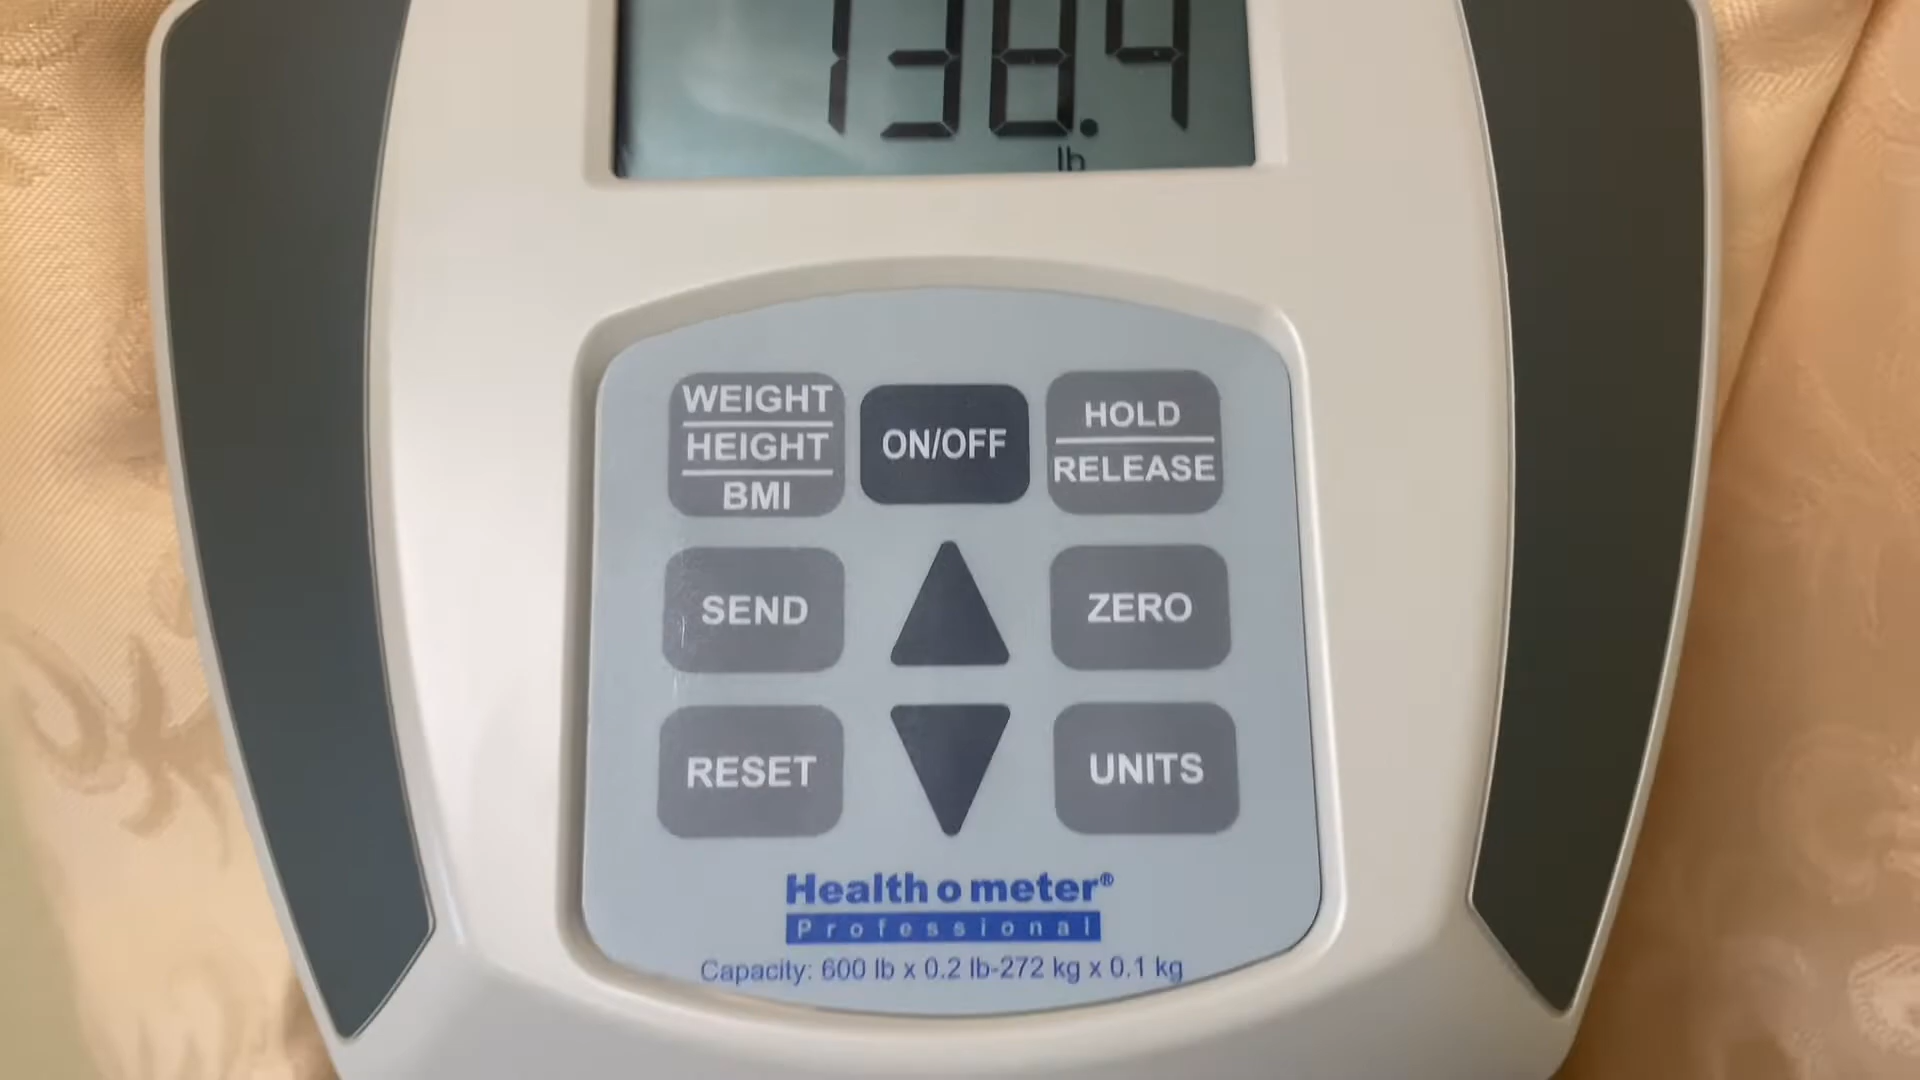 138.4
lb
WEIGHT
HEIGHT
BMI
ON/OFF
HOLD
RELEASE
SEND
ZERO
RESET
UNITS
Health o meter®
Professional
Capacity: 600 lb x 0.2 lb-272 kg x 0.1 kg